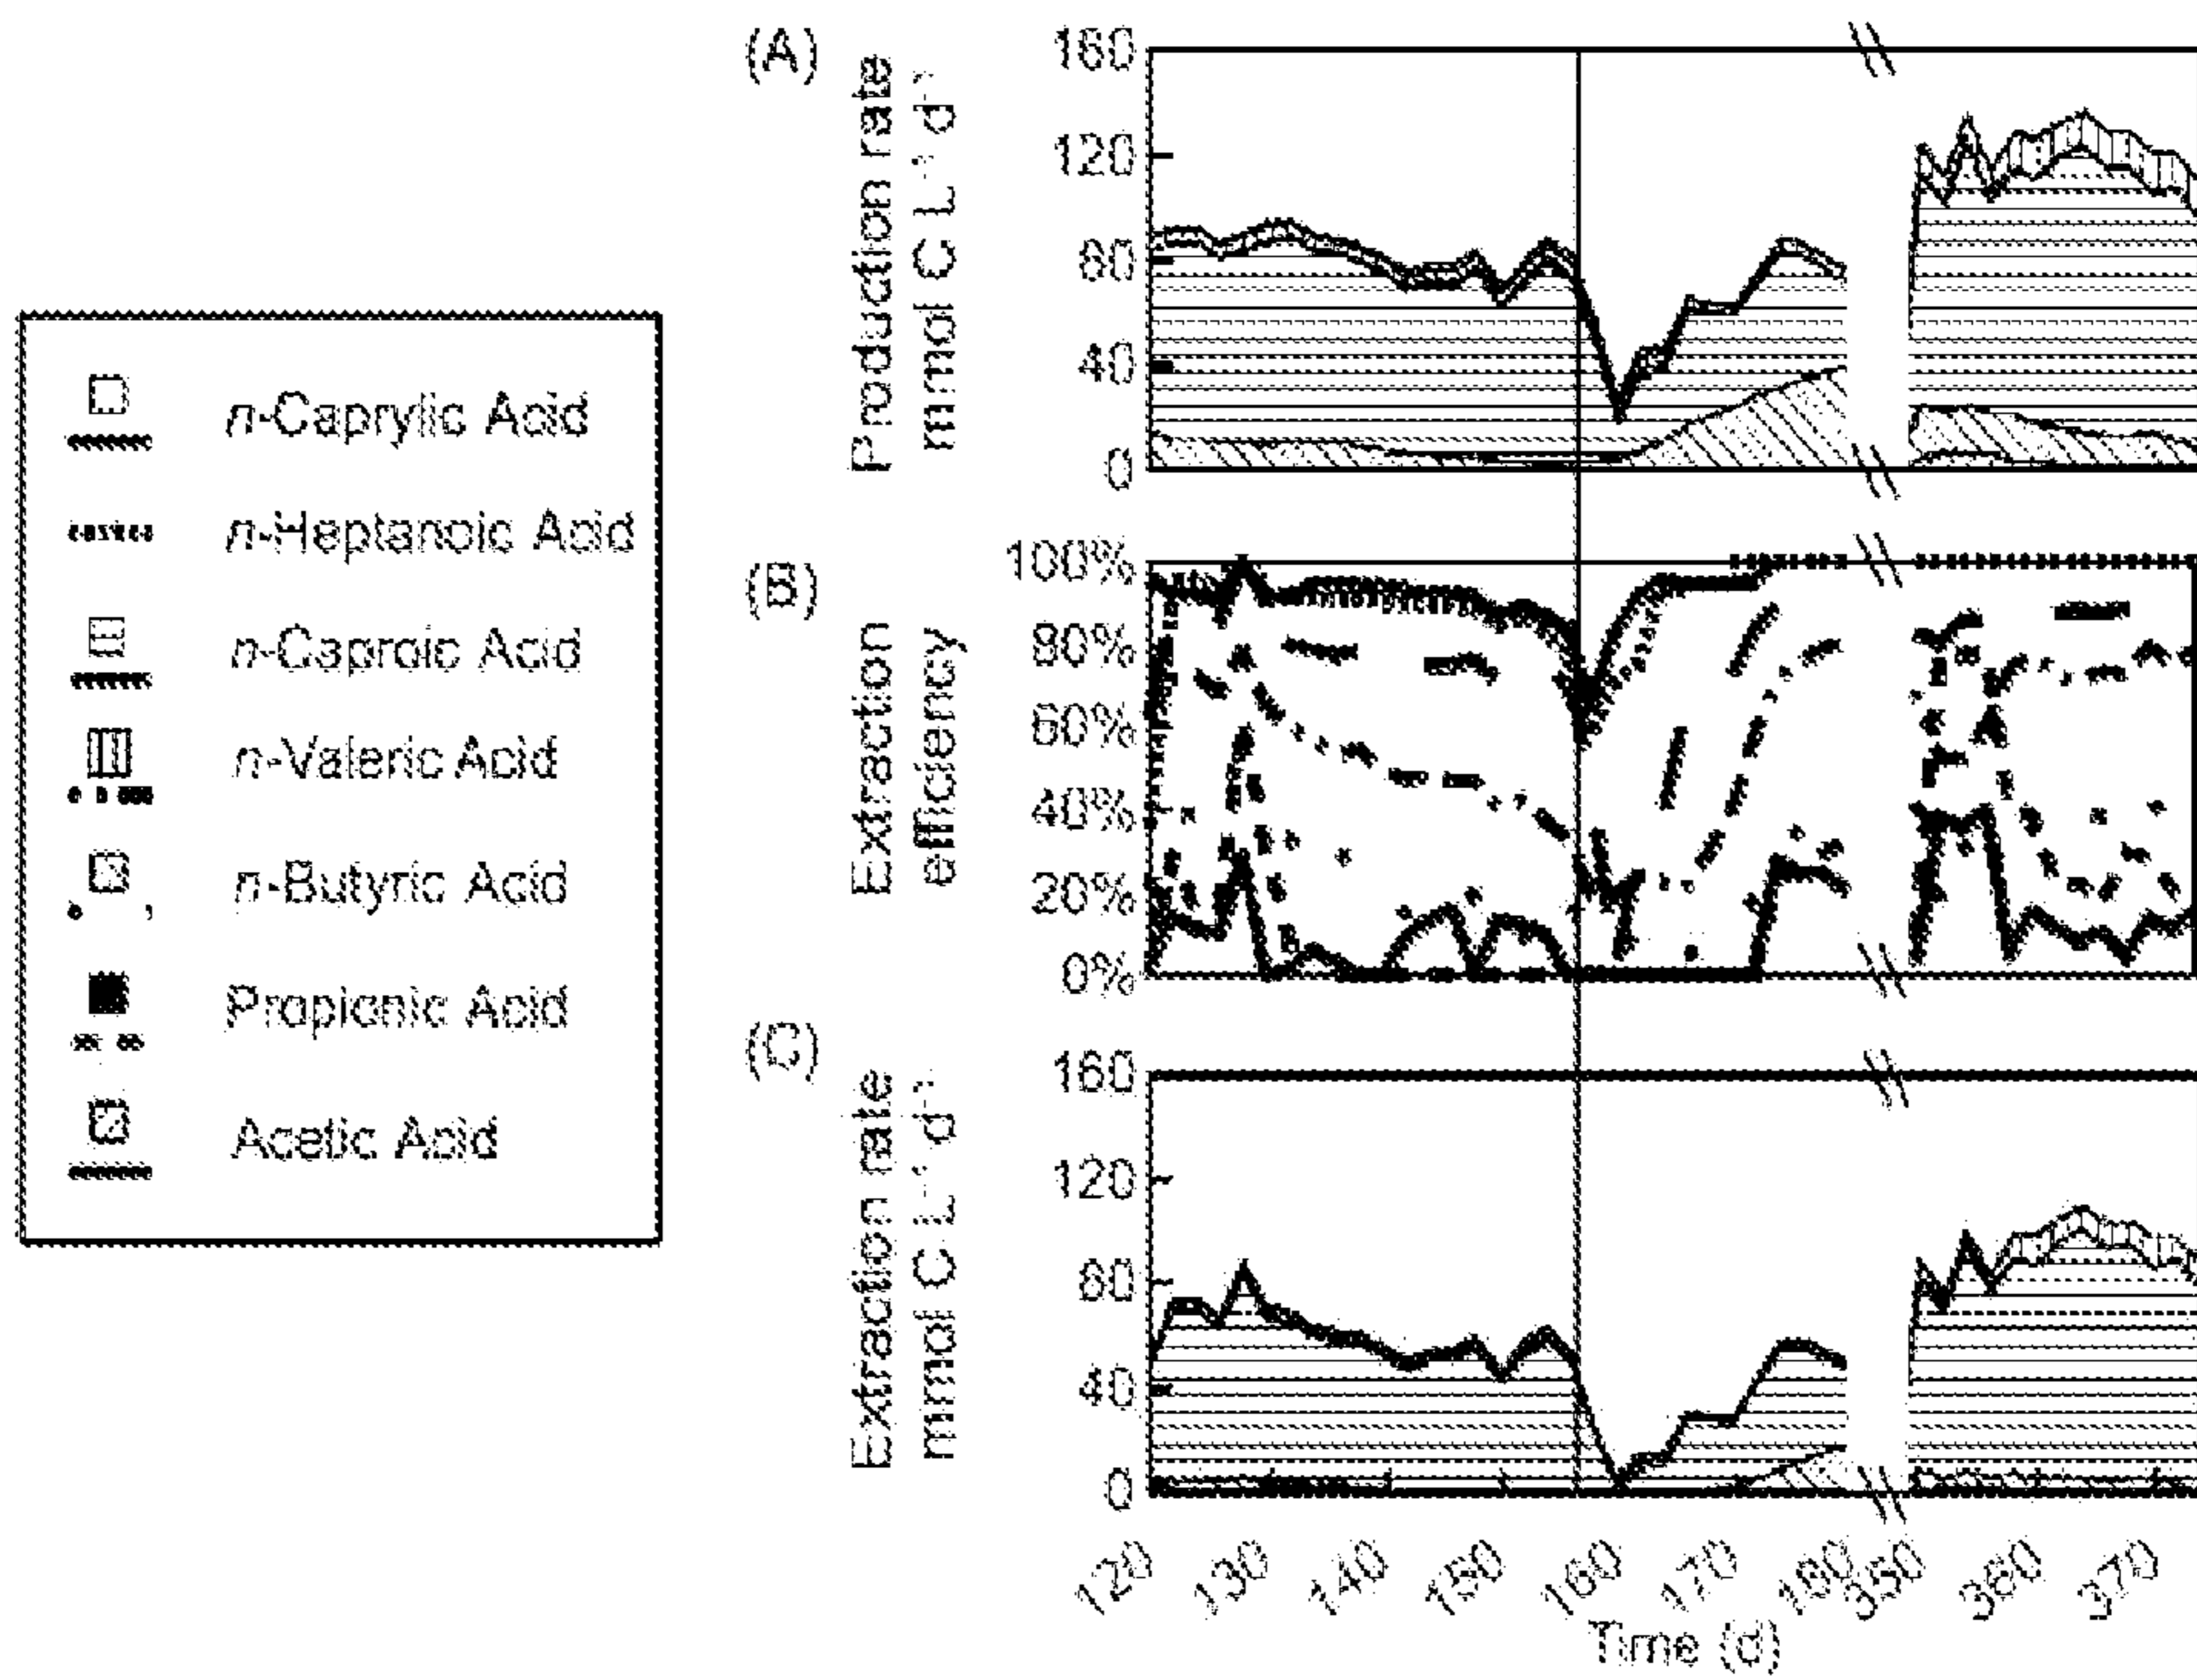 n-Caprylic Acid
n-Heptanoic Acid
n-Caproic Acid
n-Valeric Acid
n-Butyric Acid
Propionic Acid
Acetic Acid
(A)
Production rate
mmol C L⁻¹ d⁻¹
160
120
80
40
0
(B)
Extraction
efficiency
100%
80%
60%
40%
20%
0%
(C)
Extraction rate
mmol C L⁻¹ d⁻¹
160
120
80
40
0
120 130 140 150 160 170 180 350 360 370
Time (d)